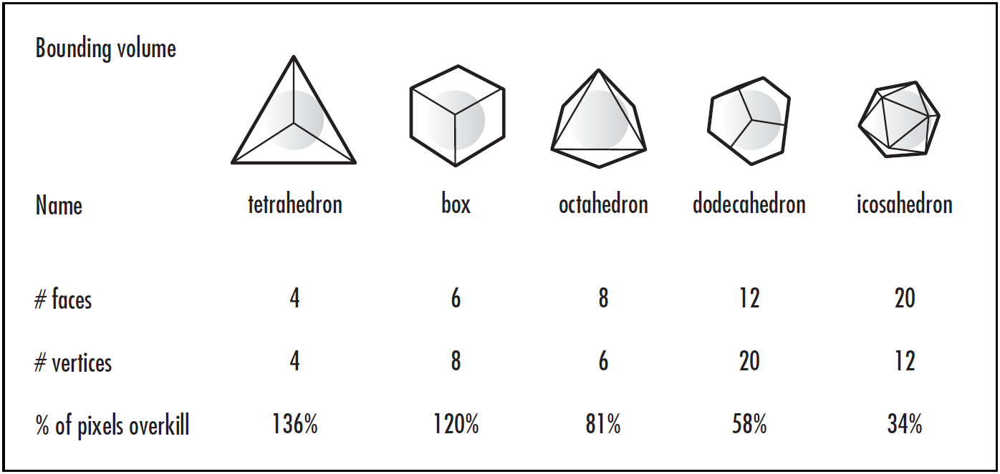 Bounding volume
Name tetrahedron box octahedron dodecahedron icosahedron
# faces 4 6 8 12 20
# vertices 4 8 6 20 12
% of pixels overkill 136% 120% 81% 58% 34%